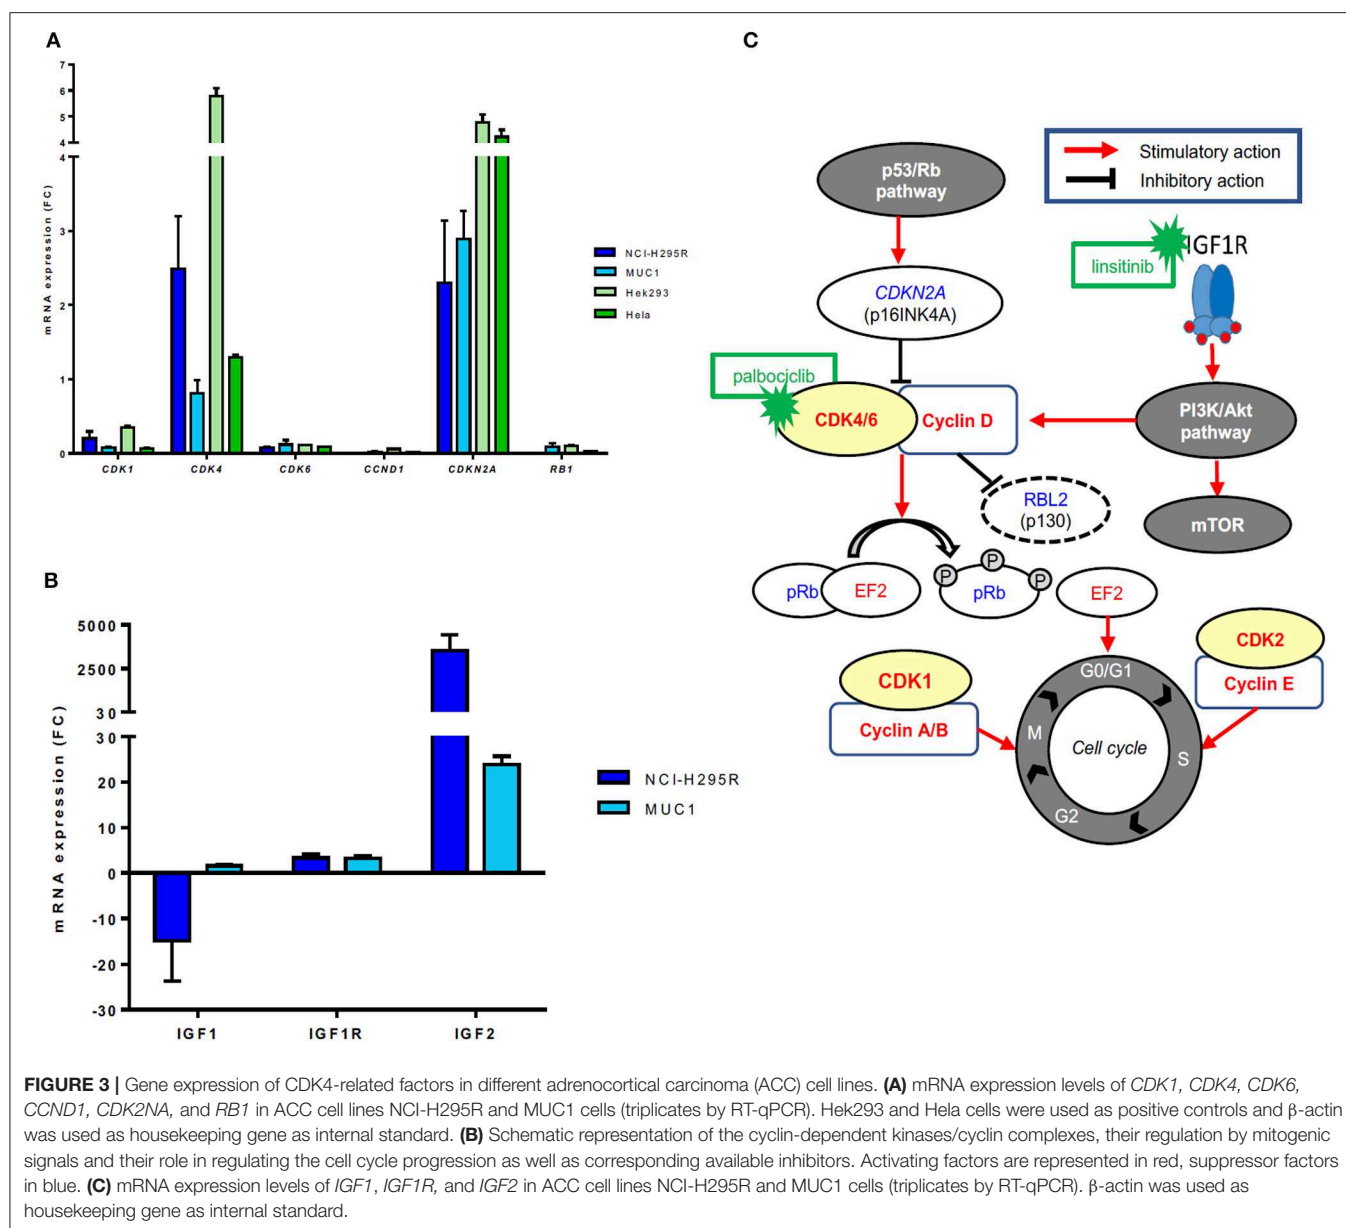 A
mRNA expression (FC)
7
6
5
4
4
3
2
1
0
CDK1
CDK4
CDK6
CCND1
CDKN2A
RB1
NCI-H295R
MUC1
Hek293
Hela
B
mRNA expression (FC)
5000
2500
30
30
20
10
0
-10
-20
-30
IGF1
IGF1R
IGF2
NCI-H295R
MUC1
C
Stimulatory action
Inhibitory action
p53/Rb
pathway
CDKN2A
(p16INK4A)
linsitinib
IGF1R
palbociclib
CDK4/6
Cyclin D
PI3K/Akt
pathway
RBL2
(p130)
mTOR
pRb
EF2
P
P
P
pRb
EF2
CDK1
Cyclin A/B
CDK2
Cyclin E
G0/G1
M
S
G2
Cell cycle
FIGURE 3 | Gene expression of CDK4-related factors in different adrenocortical carcinoma (ACC) cell lines. (A) mRNA expression levels of CDK1, CDK4, CDK6,
CCND1, CDK2NA, and RB1 in ACC cell lines NCI-H295R and MUC1 cells (triplicates by RT-qPCR). Hek293 and Hela cells were used as positive controls and β-actin
was used as housekeeping gene as internal standard. (B) Schematic representation of the cyclin-dependent kinases/cyclin complexes, their regulation by mitogenic
signals and their role in regulating the cell cycle progression as well as corresponding available inhibitors. Activating factors are represented in red, suppressor factors
in blue. (C) mRNA expression levels of IGF1, IGF1R, and IGF2 in ACC cell lines NCI-H295R and MUC1 cells (triplicates by RT-qPCR). β-actin was used as
housekeeping gene as internal standard.